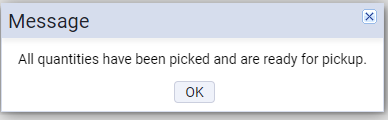 Message
All quantities have been picked and are ready for pickup.
OK